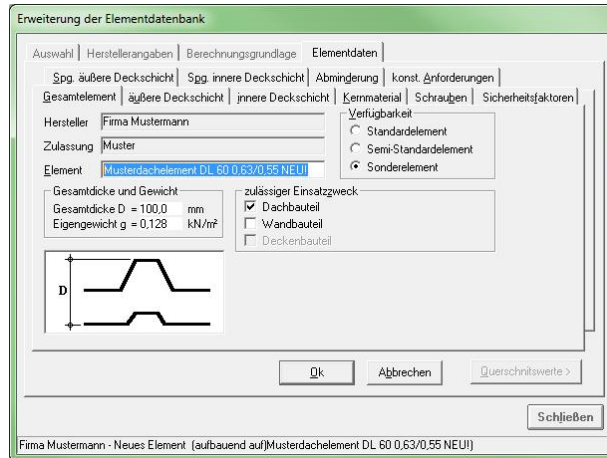 Erweiterung der Elementdatenbank
Auswahl Herstellerangaben Berechnungsgrundlage Elementdaten
Spg. äußere Deckschicht Spg. innere Deckschicht Abminderung konst. Anforderungen
Gesamtelement äußere Deckschicht innere Deckschicht Kernmaterial Schrauben Sicherheitsfaktoren
Hersteller Firma Mustermann
Zulassung Muster
Element Musterdachelement DL 60 0,63/0,55 NEU!
Verfügbarkeit
Standardelement
Semi-Standardelement
Sonderelement
Gesamtdicke und Gewicht
Gesamtdicke D = 100,0 mm
Eigengewicht g = 0,128 kN/m²
zulässiger Einsatzzweck
Dachbauteil
Wandbauteil
Deckenbauteil
D
Ok Abbrechen Querschnitswerte >
Schließen
Firma Mustermann - Neues Element (aufbauend auf)Musterdachelement DL 60 0,63/0,55 NEU!)